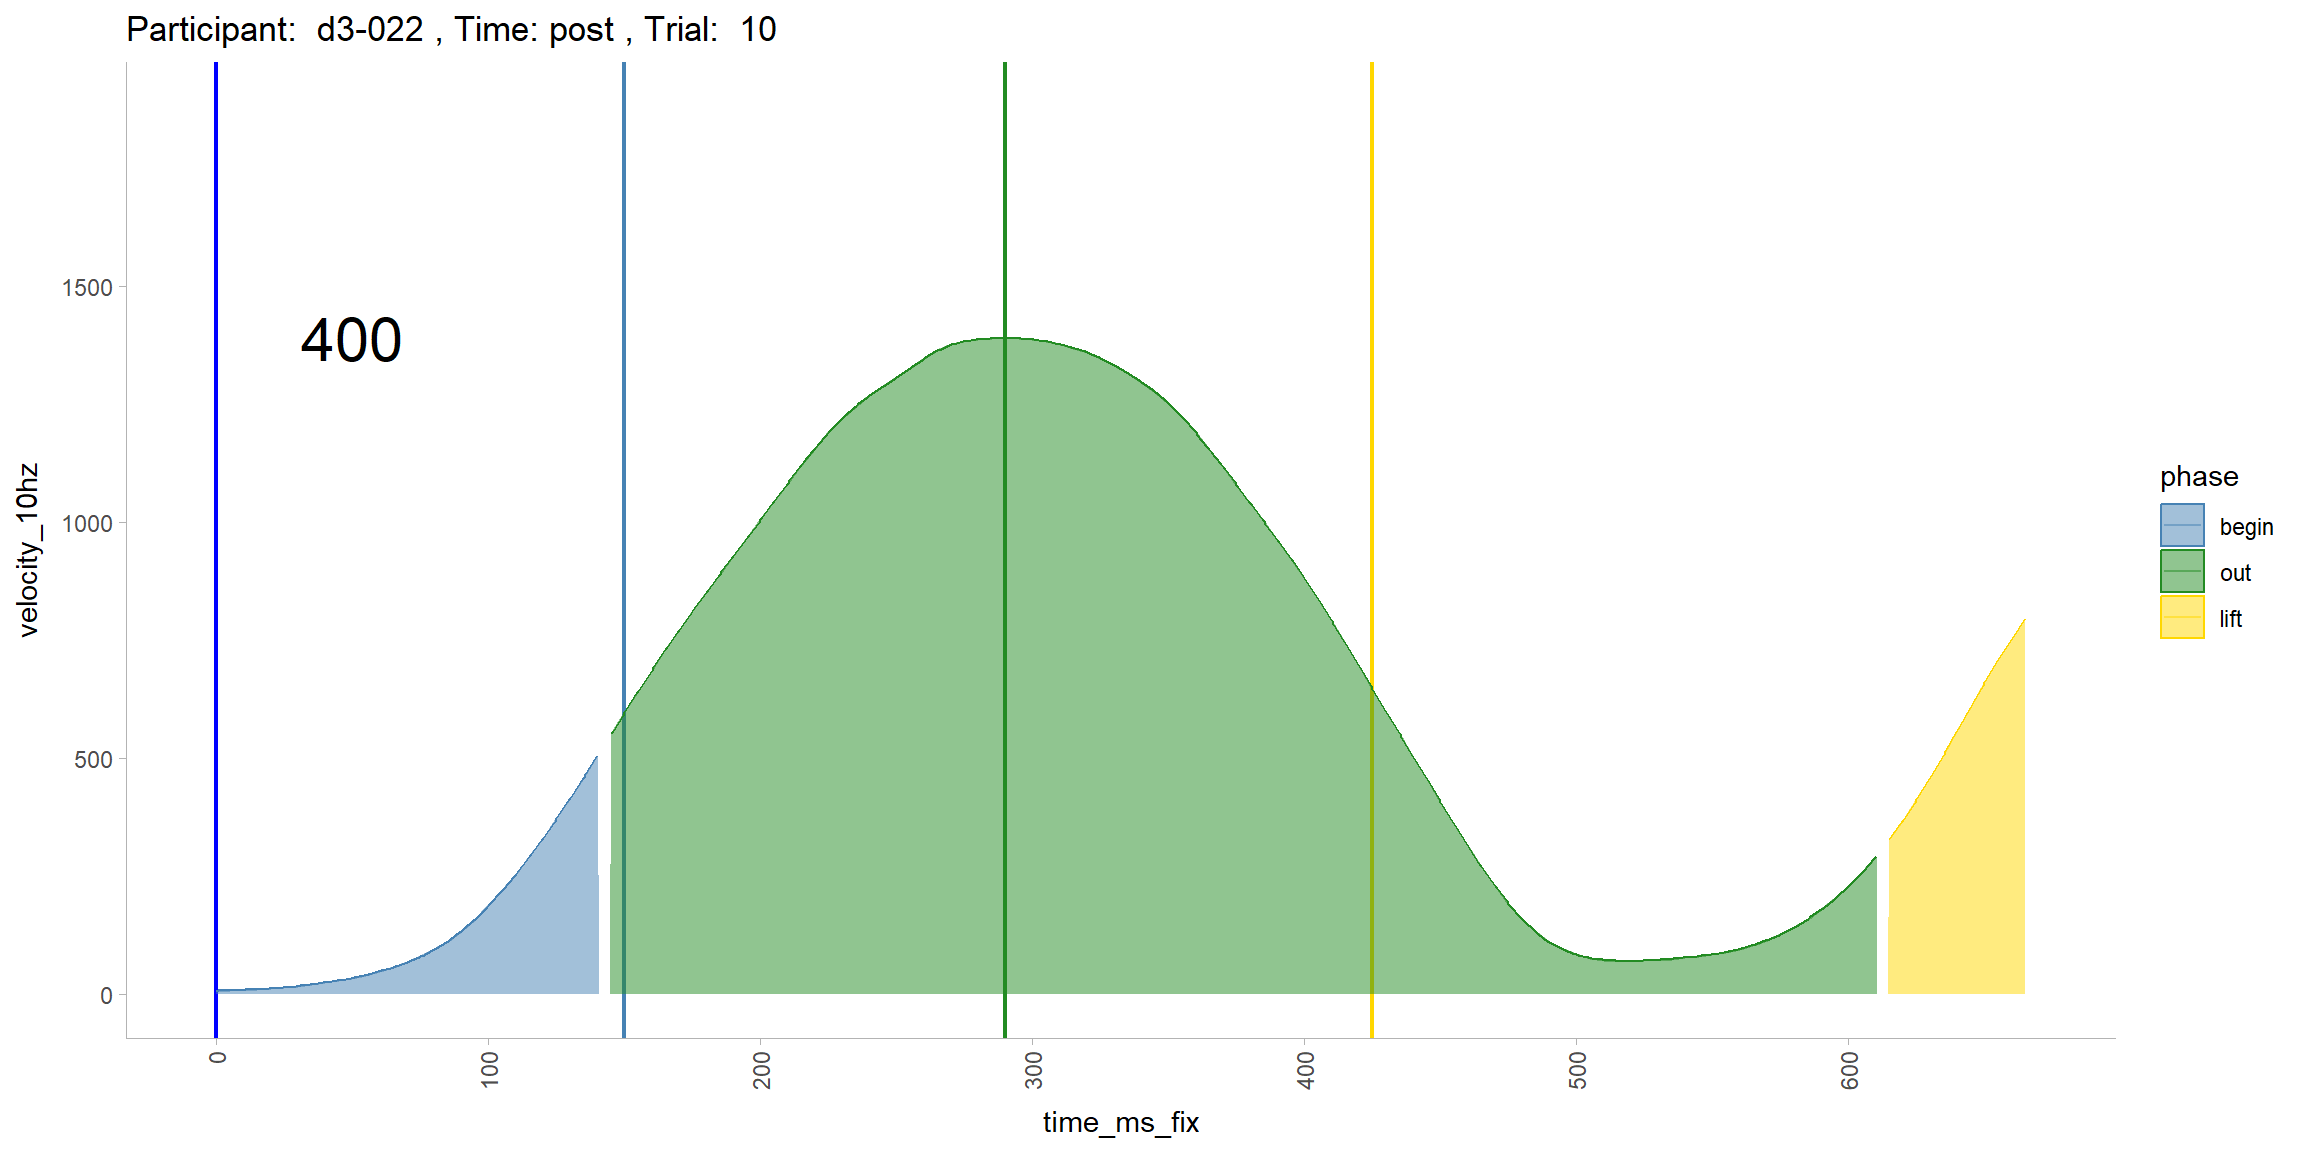 Participant:  d3-022 , Time: post , Trial:  10
velocity_10hz
1500
1000
500
0
400
0
100
200
300
400
500
600
time_ms_fix
phase
begin
out
lift